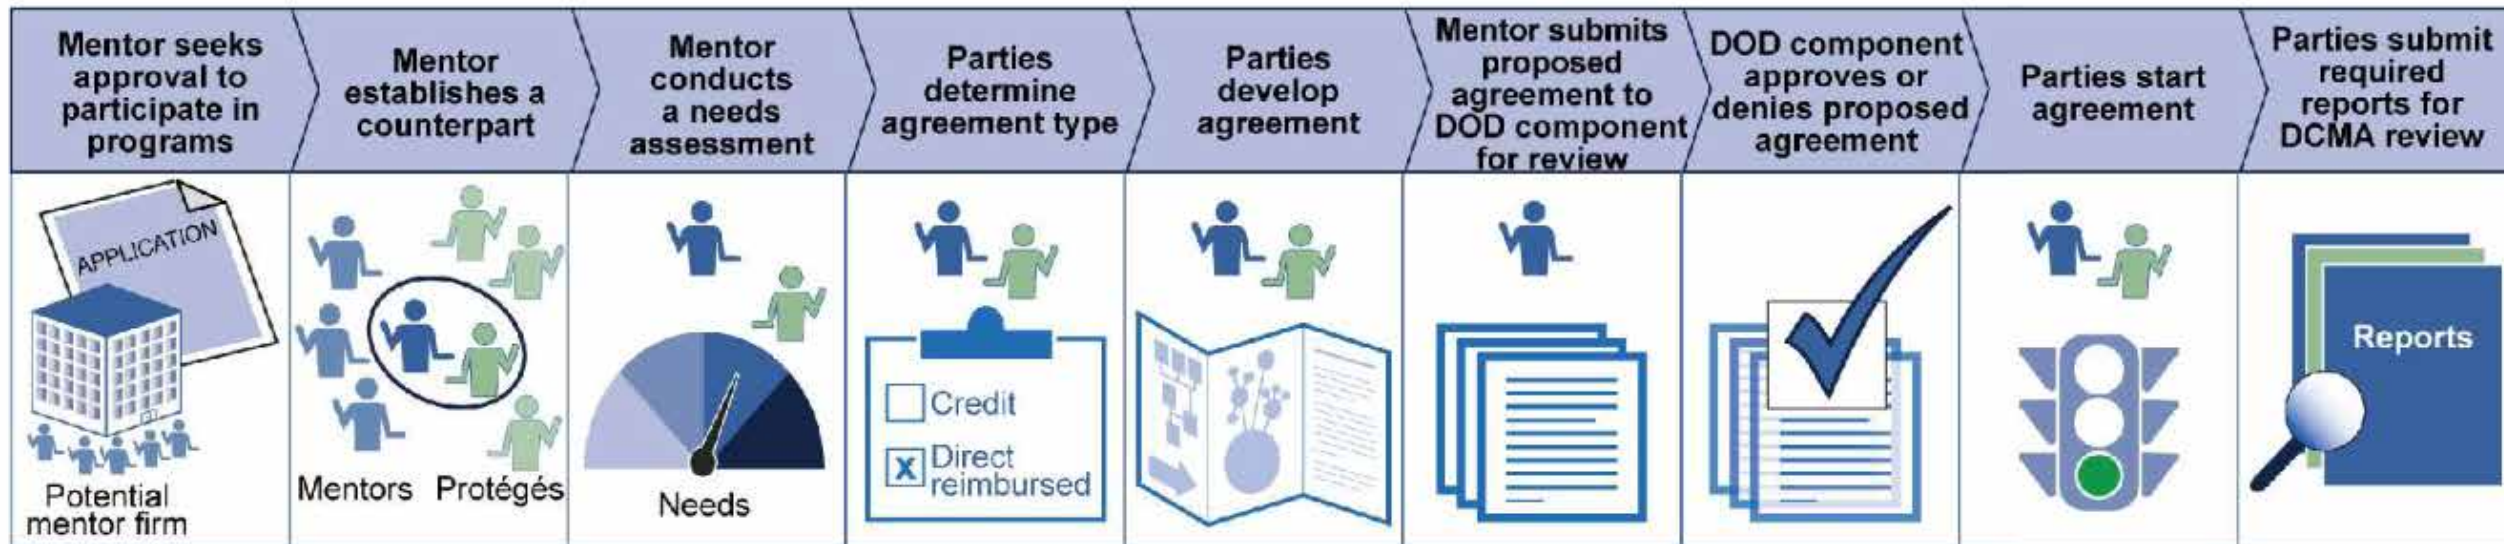 Mentor seeks
approval to
participate in
programs
Mentor
establishes a
counterpart
Mentor
conducts
a needs
assessment
Parties
determine
agreement type
Parties
develop
agreement
Mentor submits
proposed
agreement to
DOD component
for review
DOD component
approves or
denies proposed
agreement
Parties start
agreement
Parties submit
required
reports for
DCMA review
APPLICATION
Potential
mentor firm
Mentors Protégés
Needs
Credit
X Direct
reimbursed
Reports